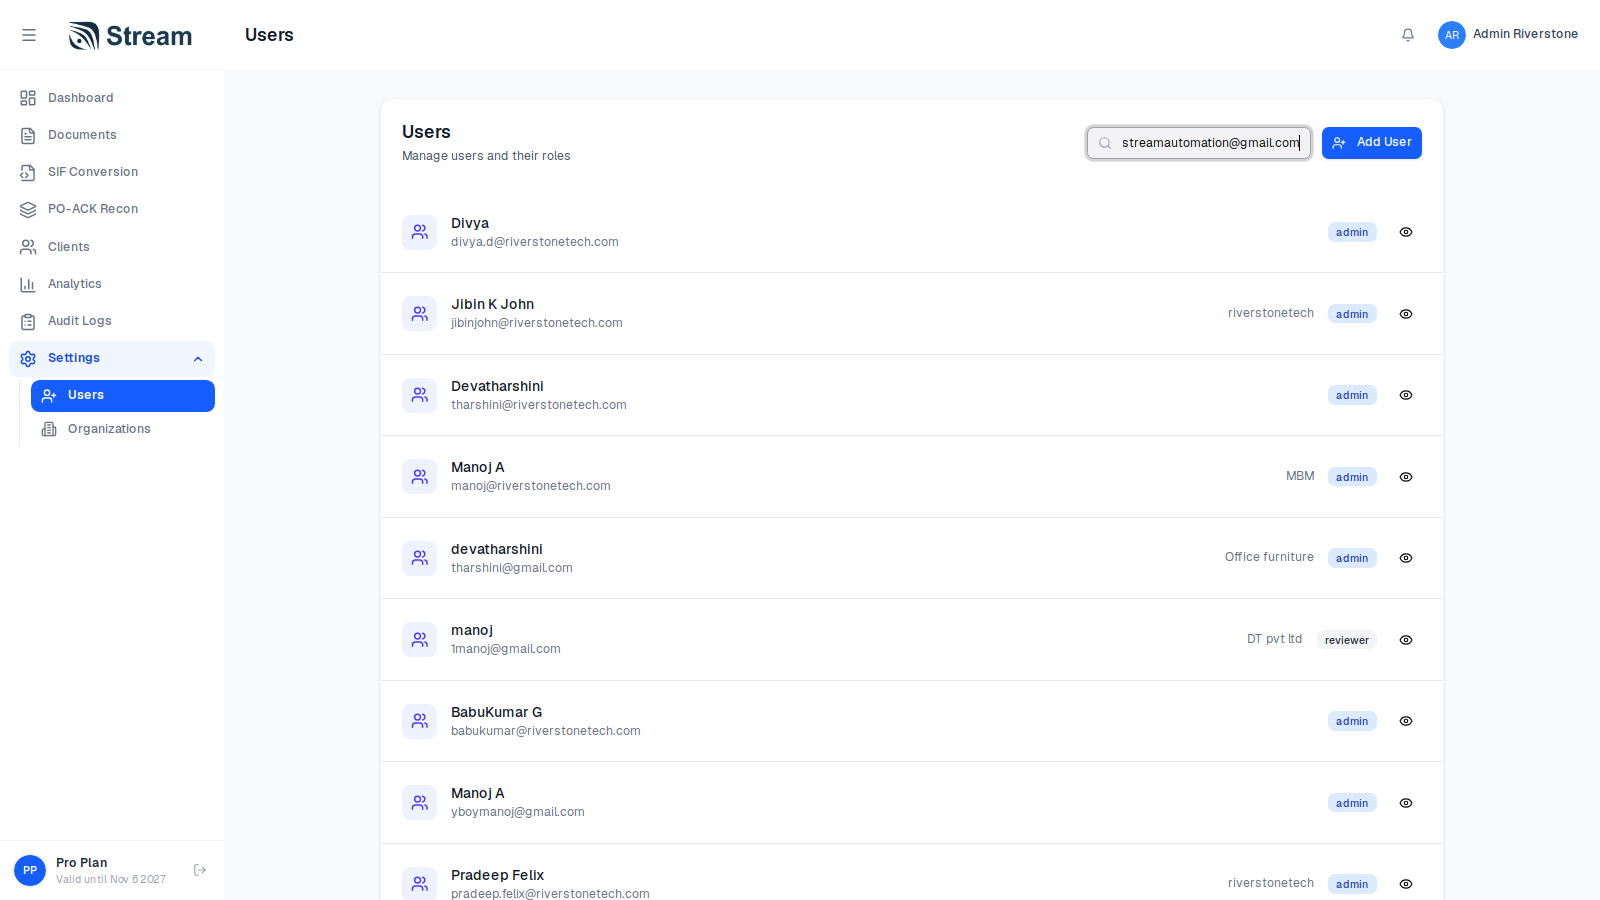 Stream
Users
AR
Admin Riverstone
Dashboard
Documents
SIF Conversion
PO-ACK Recon
Clients
Analytics
Audit Logs
Settings
Users
Organizations
Users
Manage users and their roles
streamautomation@gmail.com
Add User
Divya
divya.d@riverstonetech.com
admin
Jibin K John
jibinjohn@riverstonetech.com
riverstonetech
admin
Devatharshini
tharshini@riverstonetech.com
admin
Manoj A
manoj@riverstonetech.com
MBM
admin
devatharshini
tharshini@gmail.com
Office furniture
admin
manoj
1manoj@gmail.com
DT pvt ltd
reviewer
BabuKumar G
babukumar@riverstonetech.com
admin
Manoj A
yboymanoj@gmail.com
admin
Pradeep Felix
pradeep.felix@riverstonetech.com
riverstonetech
admin
PP
Pro Plan
Valid until Nov 6 2027